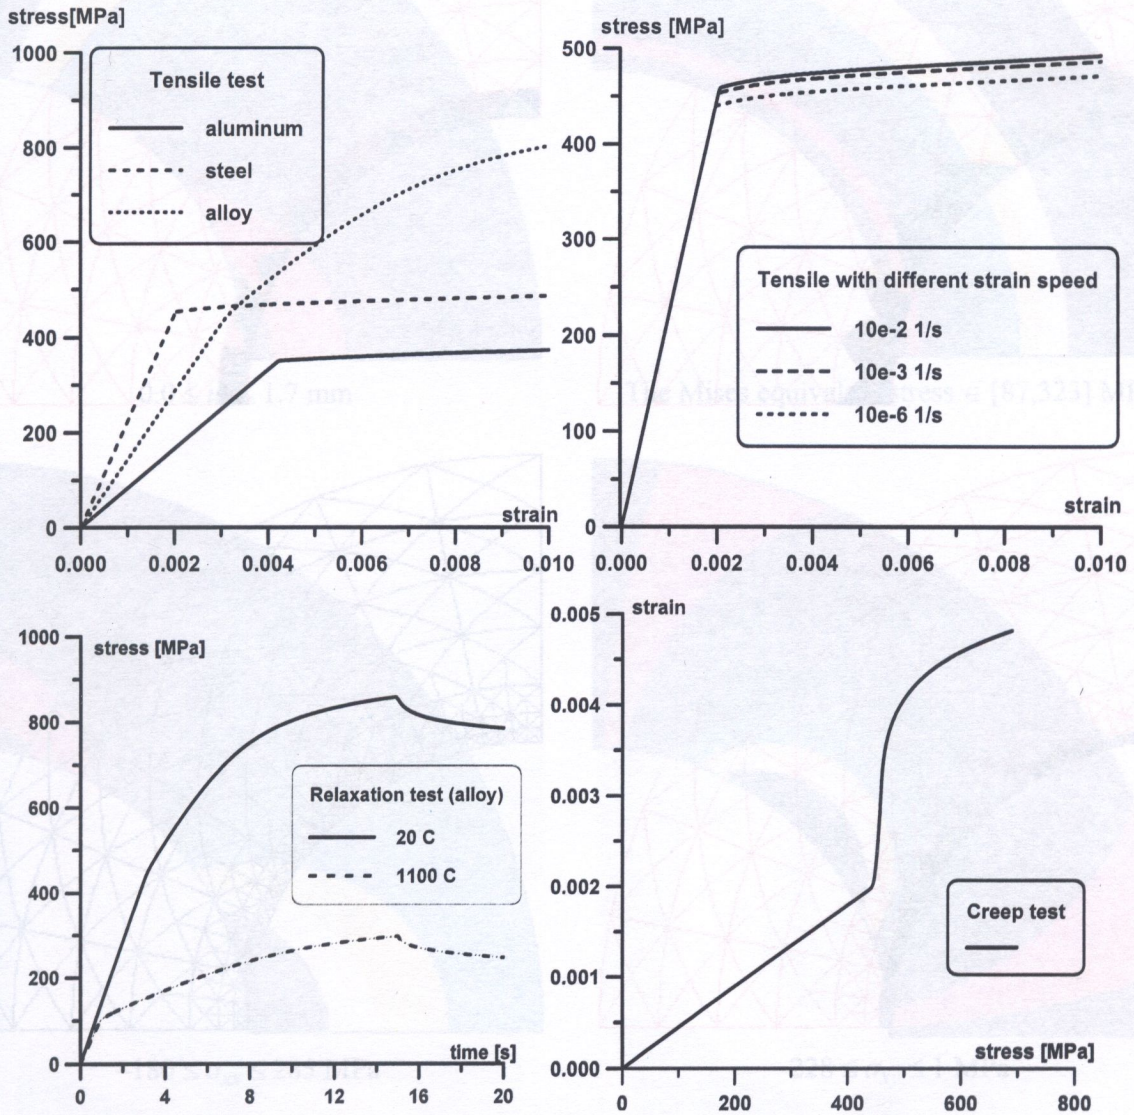 stress[MPa]
1000
800
600
400
200
0
Tensile test
aluminum
steel
alloy
strain
0.000 0.002 0.004 0.006 0.008 0.010
stress [MPa]
500
400
300
200
100
0
Tensile with different strain speed
10e-2 1/s
10e-3 1/s
10e-6 1/s
strain
0.000 0.002 0.004 0.006 0.008 0.010
1.7 mm
The Mises
1000
stress [MPa]
800
600
400
200
0
Relaxation test (alloy)
20 C
1100 C
time [s]
0 4 8 12 16 20
0.005
strain
0.004
0.003
0.002
0.001
0.000
Creep test
stress [MPa]
0 200 400 600 800